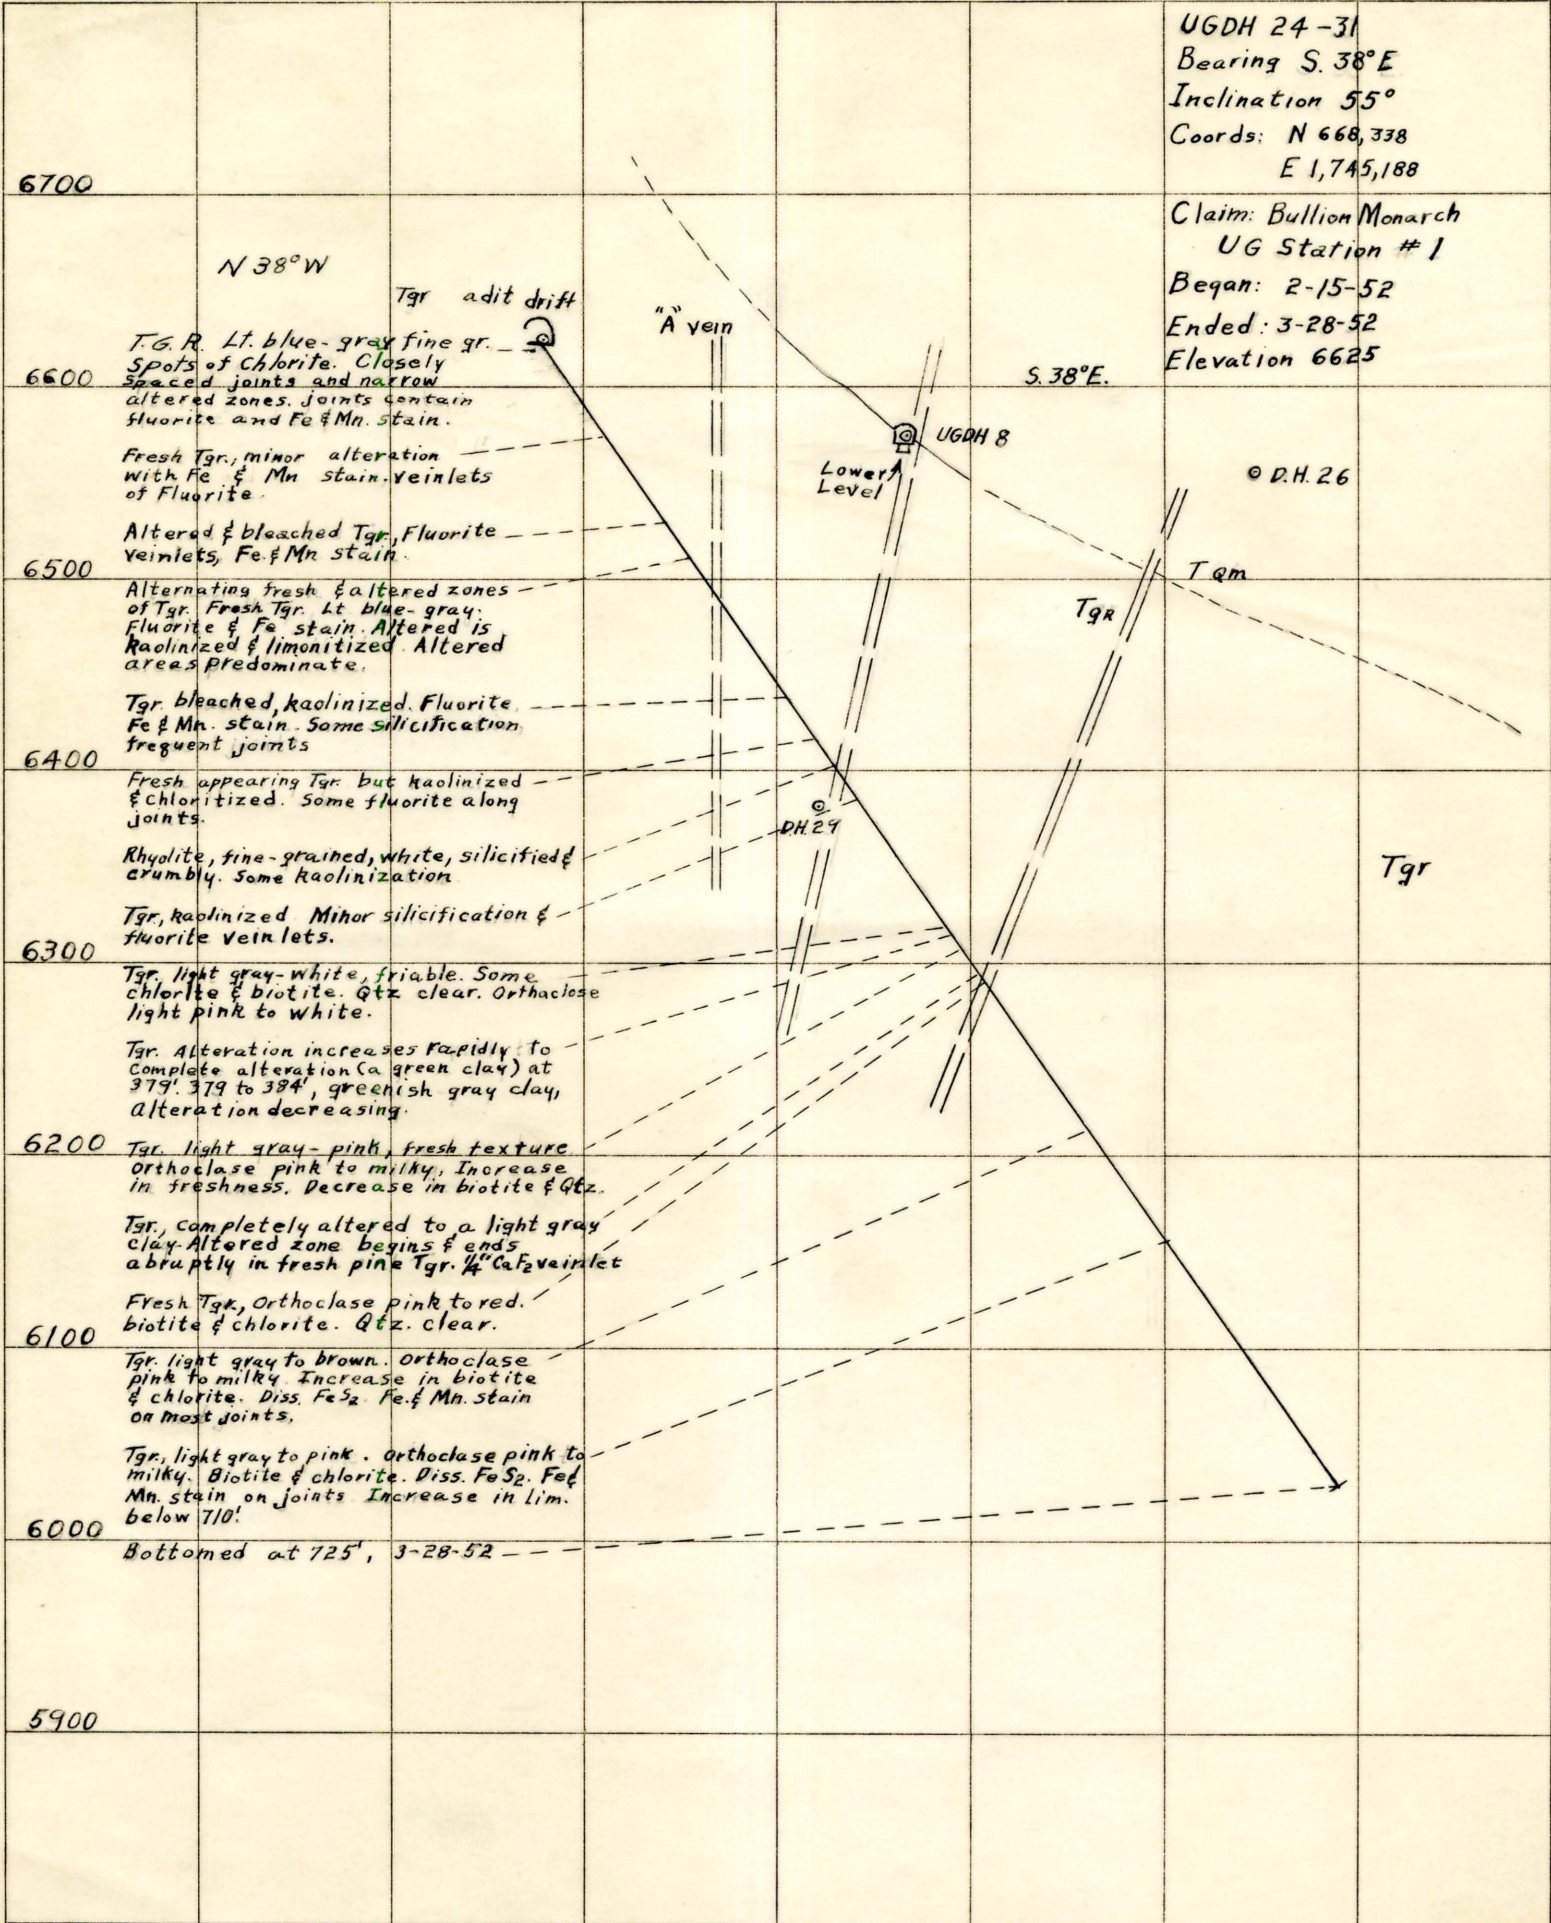 UGDH 24-31
Bearing S. 38° E
Inclination 55°
Coords: N 668,338
E 1,745,188
Claim: Bullion Monarch
UG Station # 1
Began: 2-15-52
Ended: 3-28-52
Elevation 6625
6700
N 38° W
Tgr adit drift
"A" vein
T.G.R. Lt. blue-gray fine gr.
Spots of Chlorite. Closely
spaced joints and narrow
altered zones. joints contain
fluorite and Fe & Mn. stain.
6600
S. 38° E.
UGDH 8
Lower
Level
D.H. 26
Fresh Tgr., minor alteration
with Fe & Mn stain. veinlets
of Fluorite.
Altered & bleached Tgr., Fluorite
veinlets, Fe. & Mn stain.
6500
Tqm
TgR
Alternating fresh & altered zones
of Tgr. Fresh Tgr. Lt blue-gray.
Fluorite & Fe stain. Altered is
Kaolinized & limonitized. Altered
areas predominate.
Tgr. bleached, kaolinized. Fluorite
Fe & Mn. stain. Some silicification
frequent joints
6400
Fresh appearing Tgr. but kaolinized
& chloritized. Some fluorite along
joints.
D.H. 29
Rhyolite, fine-grained, white, silicified &
crumbly. Some kaolinization
Tgr
Tgr., kaolinized Minor silicification &
fluorite veinlets.
6300
Tgr. light gray-white, friable. Some
chlorite & biotite. Qtz clear. Orthaclose
light pink to white.
Tgr. Alteration increases rapidly to
complete alteration (a green clay) at
379'. 379 to 384', greenish gray clay,
alteration decreasing.
6200
Tgr. light gray-pink, fresh texture
orthoclase pink to milky, Increase
in freshness. Decrease in biotite & Qtz.
Tgr., completely altered to a light gray
clay. Altered zone begins & ends
abruptly in fresh pine Tgr. 1/4" CaF2 veinlet
Fresh Tgr., Orthoclase pink to red.
biotite & chlorite. Qtz. clear.
6100
Tgr. light gray to brown. Orthoclase
pink to milky Increase in biotite
& chlorite. Diss. FeS2. Fe. & Mn. stain
on most joints.
Tgr., light gray to pink. Orthoclase pink to
milky. Biotite & chlorite. Diss. FeS2. Fe &
Mn. stain on joints Increase in lim.
below 710'.
6000
Bottomed at 725', 3-28-52
5900